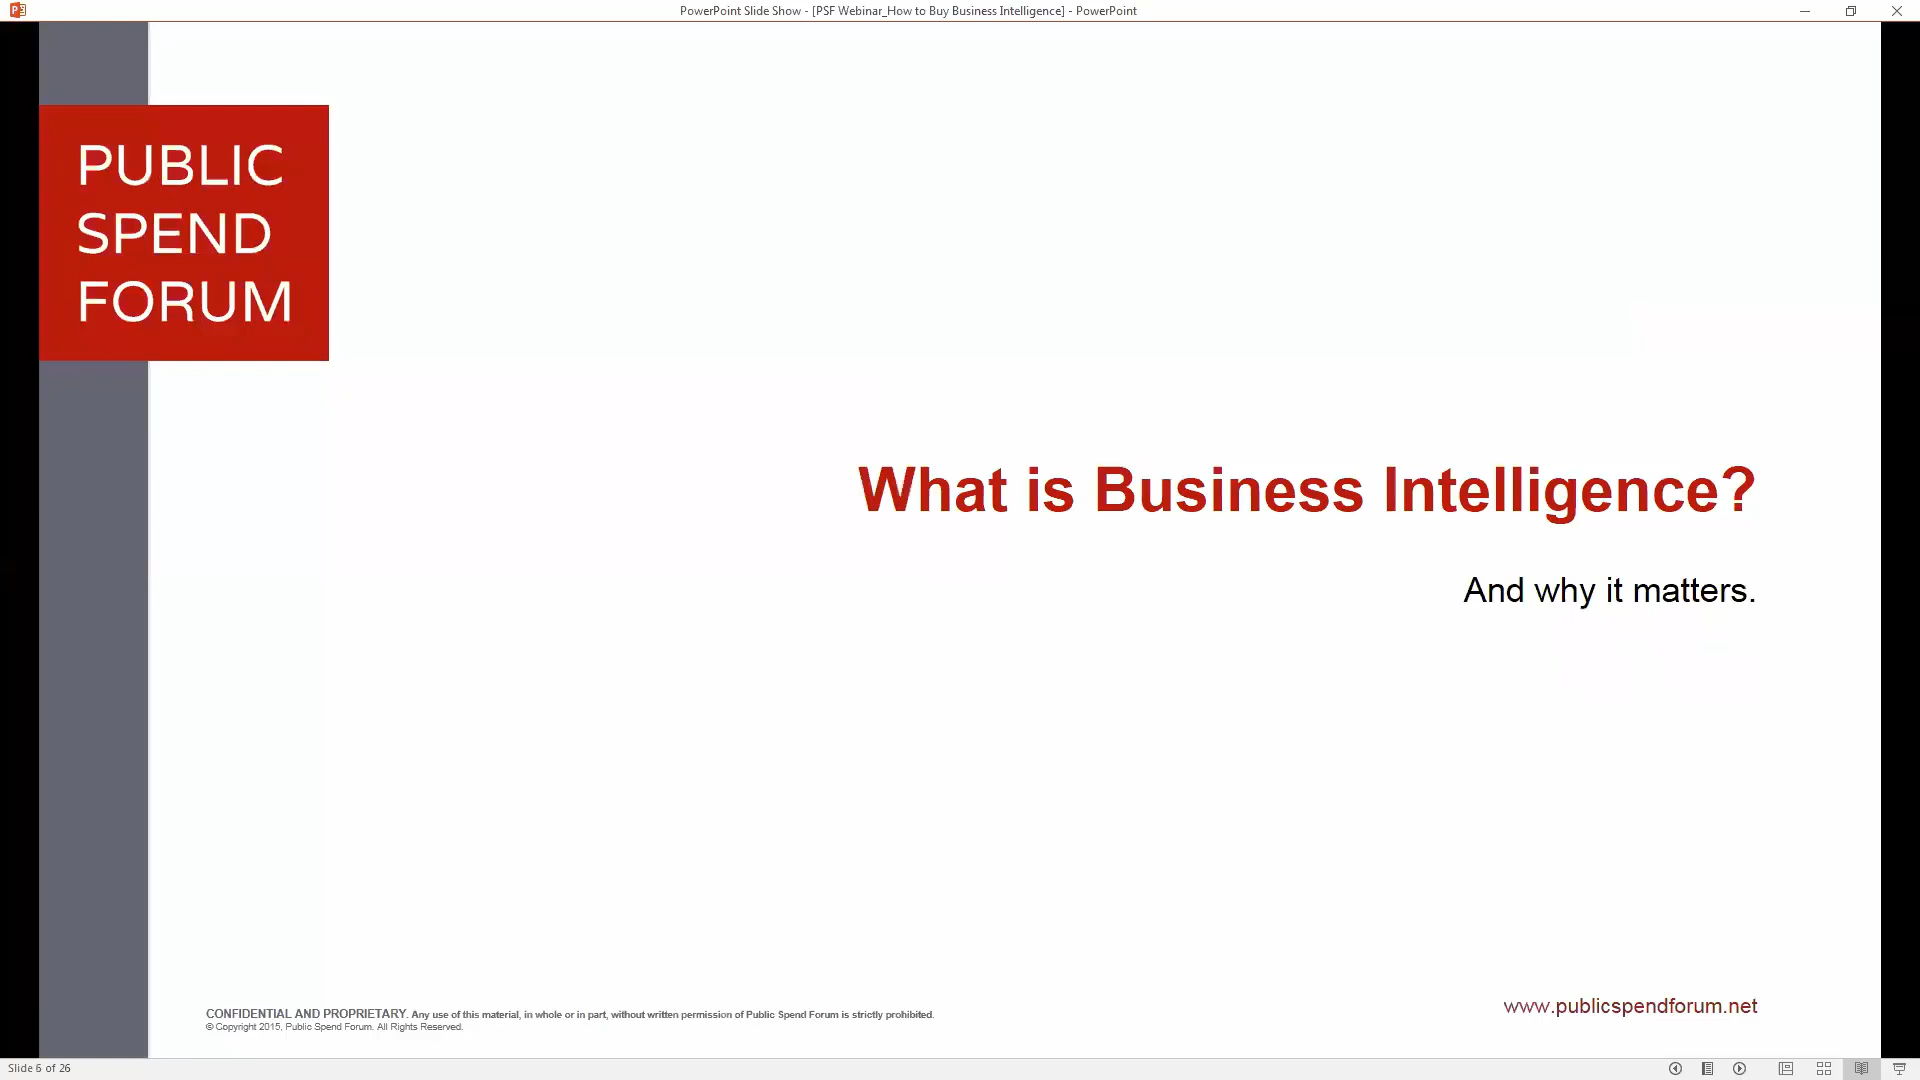 PowerPoint Slide Show - [PSF Webinar_How to Buy Business Intelligence] - PowerPoint
PUBLIC
SPEND
FORUM
What is Business Intelligence?
And why it matters.
CONFIDENTIAL AND PROPRIETARY. Any use of this material, in whole or in part, without written permission of Public Spend Forum is strictly prohibited.
© Copyright 2015, Public Spend Forum. All Rights Reserved.
www.publicspendforum.net
Slide 6 of 26